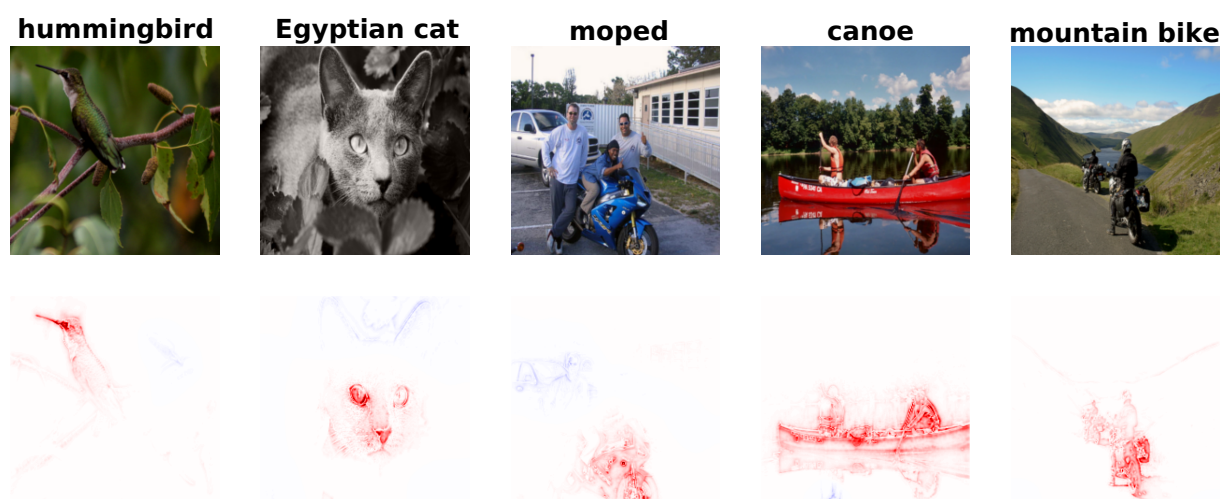 hummingbird
Egyptian cat
moped
canoe
mountain bike